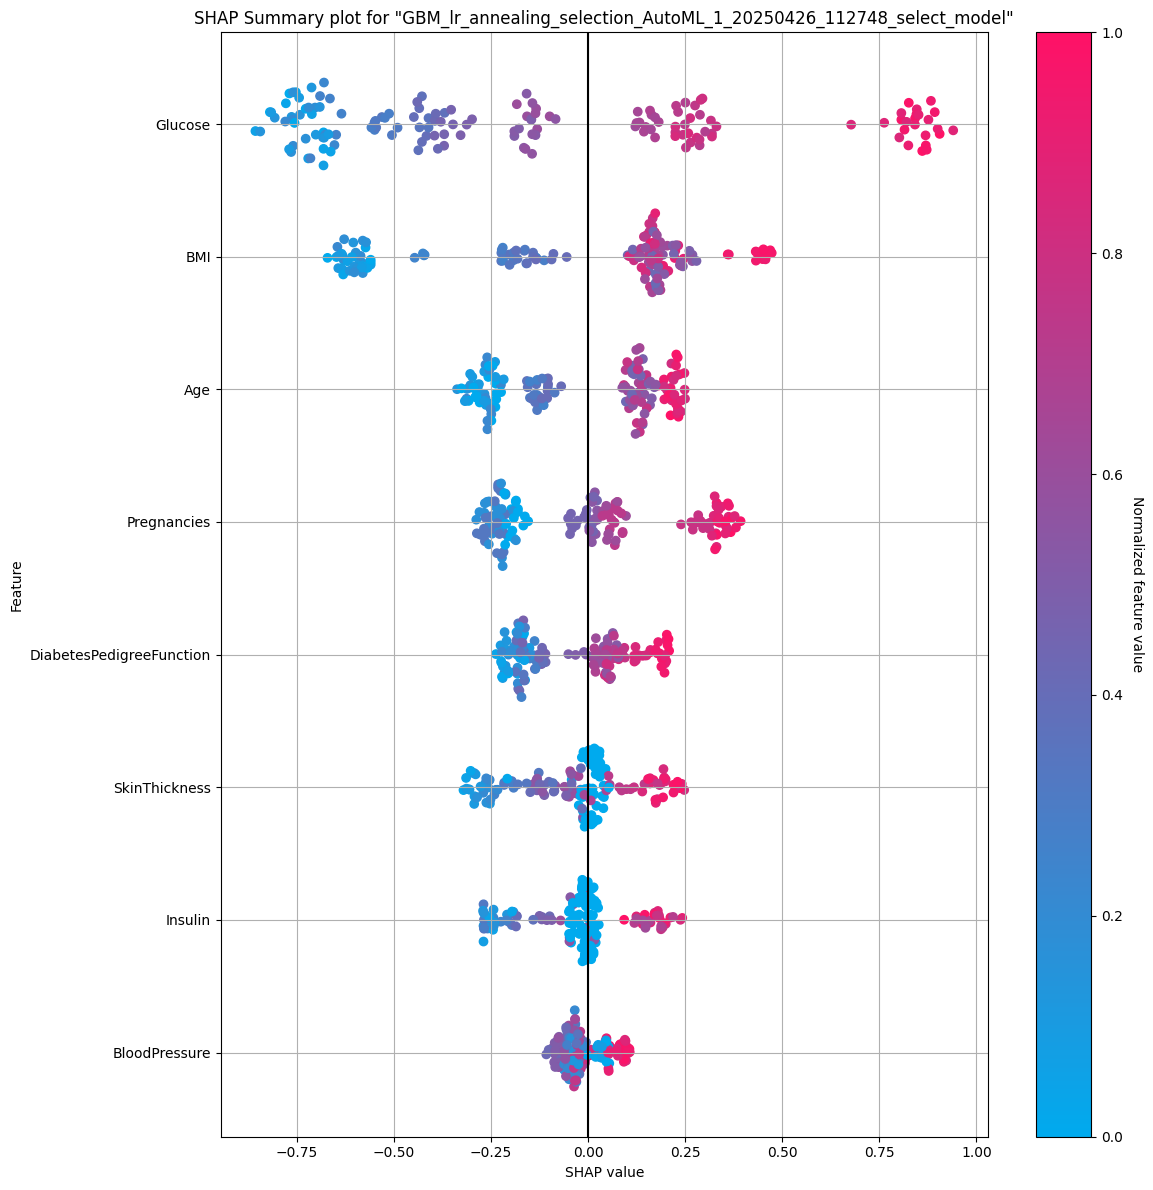 SHAP Summary plot for "GBM_lr_annealing_selection_AutoML_1_20250426_112748_select_model"
Glucose
BMI
Age
Pregnancies
DiabetesPedigreeFunction
SkinThickness
Insulin
BloodPressure
Feature
−0.75 −0.50 −0.25 0.00 0.25 0.50 0.75 1.00
SHAP value
1.0
0.8
0.6
0.4
0.2
0.0
Normalized feature value